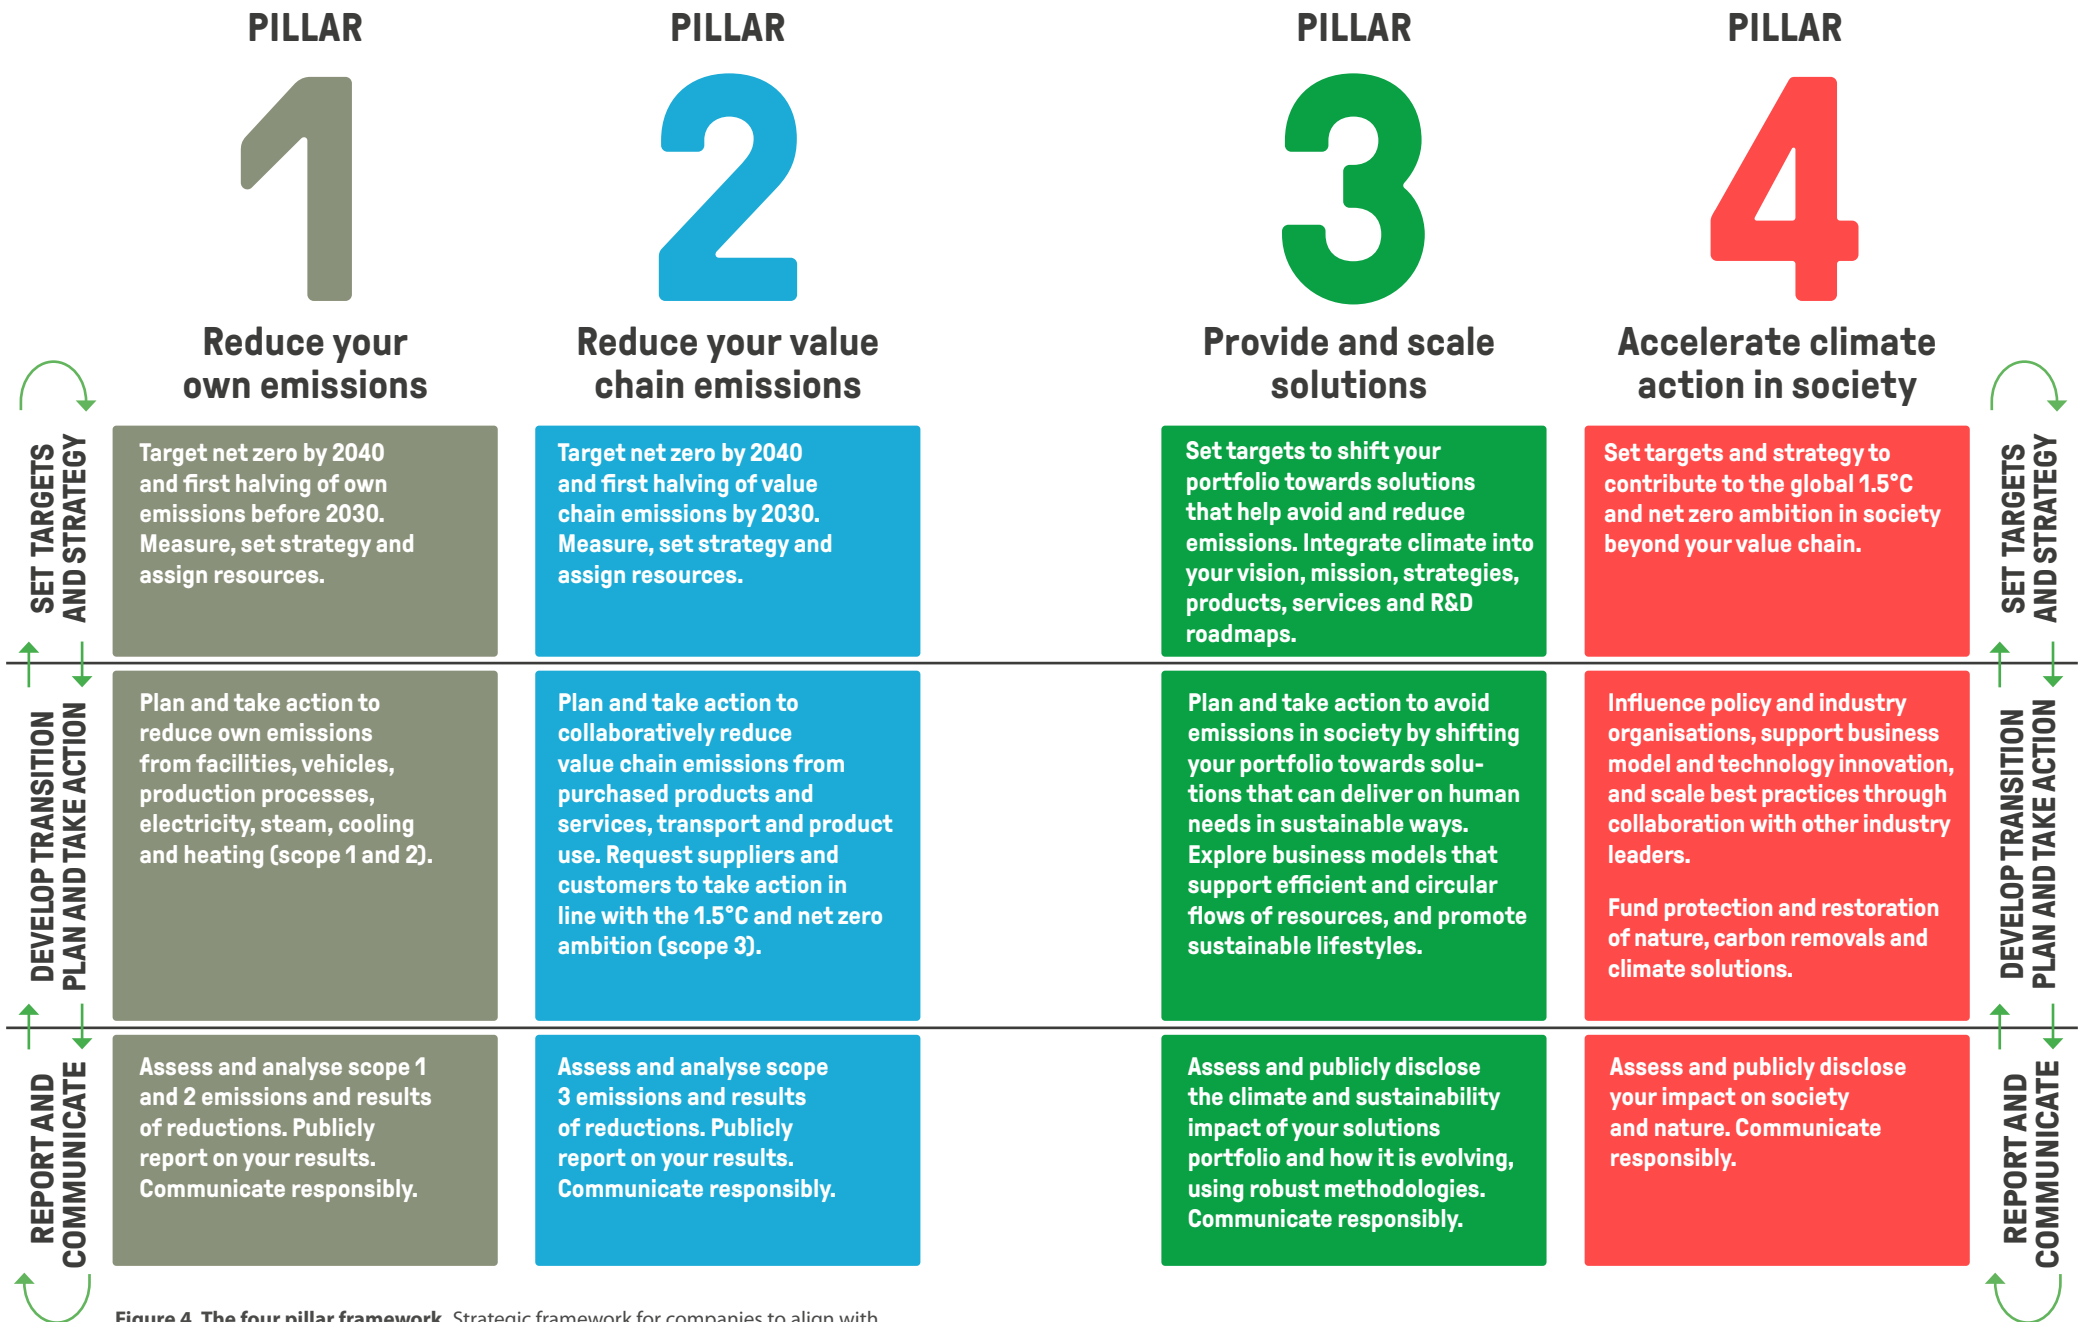 PILLAR
1
Reduce your
own emissions
PILLAR
2
Reduce your value
chain emissions
PILLAR
3
Provide and scale
solutions
PILLAR
4
Accelerate climate
action in society
SET TARGETS
AND STRATEGY
Target net zero by 2040
and first halving of own
emissions before 2030.
Measure, set strategy and
assign resources.
Target net zero by 2040
and first halving of value
chain emissions by 2030.
Measure, set strategy and
assign resources.
Set targets to shift your
portfolio towards solutions
that help avoid and reduce
emissions. Integrate climate into
your vision, mission, strategies,
products, services and R&D
roadmaps.
Set targets and strategy to
contribute to the global 1.5°C
and net zero ambition in society
beyond your value chain.
SET TARGETS
AND STRATEGY
DEVELOP TRANSITION
PLAN AND TAKE ACTION
Plan and take action to
reduce own emissions
from facilities, vehicles,
production processes,
electricity, steam, cooling
and heating (scope 1 and 2).
Plan and take action to
collaboratively reduce
value chain emissions from
purchased products and
services, transport and product
use. Request suppliers and
customers to take action in
line with the 1.5°C and net zero
ambition (scope 3).
Plan and take action to avoid
emissions in society by shifting
your portfolio towards solu-
tions that can deliver on human
needs in sustainable ways.
Explore business models that
support efficient and circular
flows of resources, and promote
sustainable lifestyles.
Influence policy and industry
organisations, support business
model and technology innovation,
and scale best practices through
collaboration with other industry
leaders.
Fund protection and restoration
of nature, carbon removals and
climate solutions.
DEVELOP TRANSITION
PLAN AND TAKE ACTION
REPORT AND
COMMUNICATE
Assess and analyse scope 1
and 2 emissions and results
of reductions. Publicly
report on your results.
Communicate responsibly.
Assess and analyse scope
3 emissions and results
of reductions. Publicly
report on your results.
Communicate responsibly.
Assess and publicly disclose
the climate and sustainability
impact of your solutions
portfolio and how it is evolving,
using robust methodologies.
Communicate responsibly.
Assess and publicly disclose
your impact on society
and nature. Communicate
responsibly.
REPORT AND
COMMUNICATE
Figure 4. The four pillar framework. Strategic framework for companies to align with